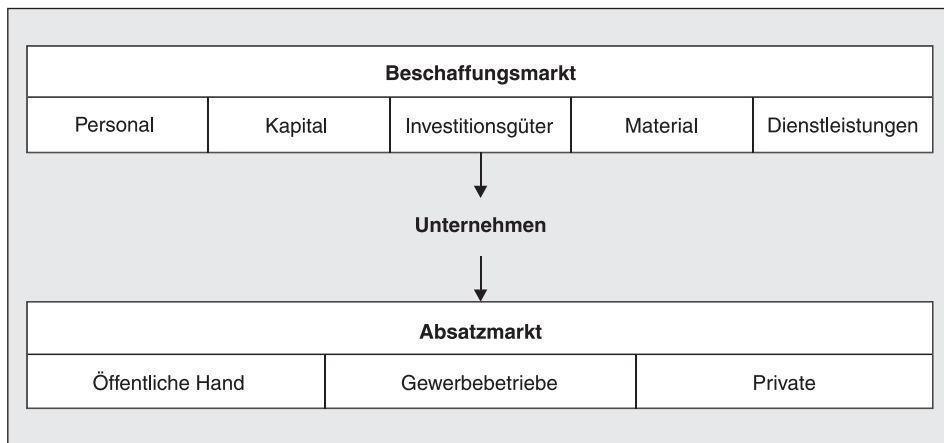 Beschaffungsmarkt
Personal Kapital Investitionsgüter Material Dienstleistungen
Unternehmen
Absatzmarkt
Öffentliche Hand Gewerbebetriebe Private